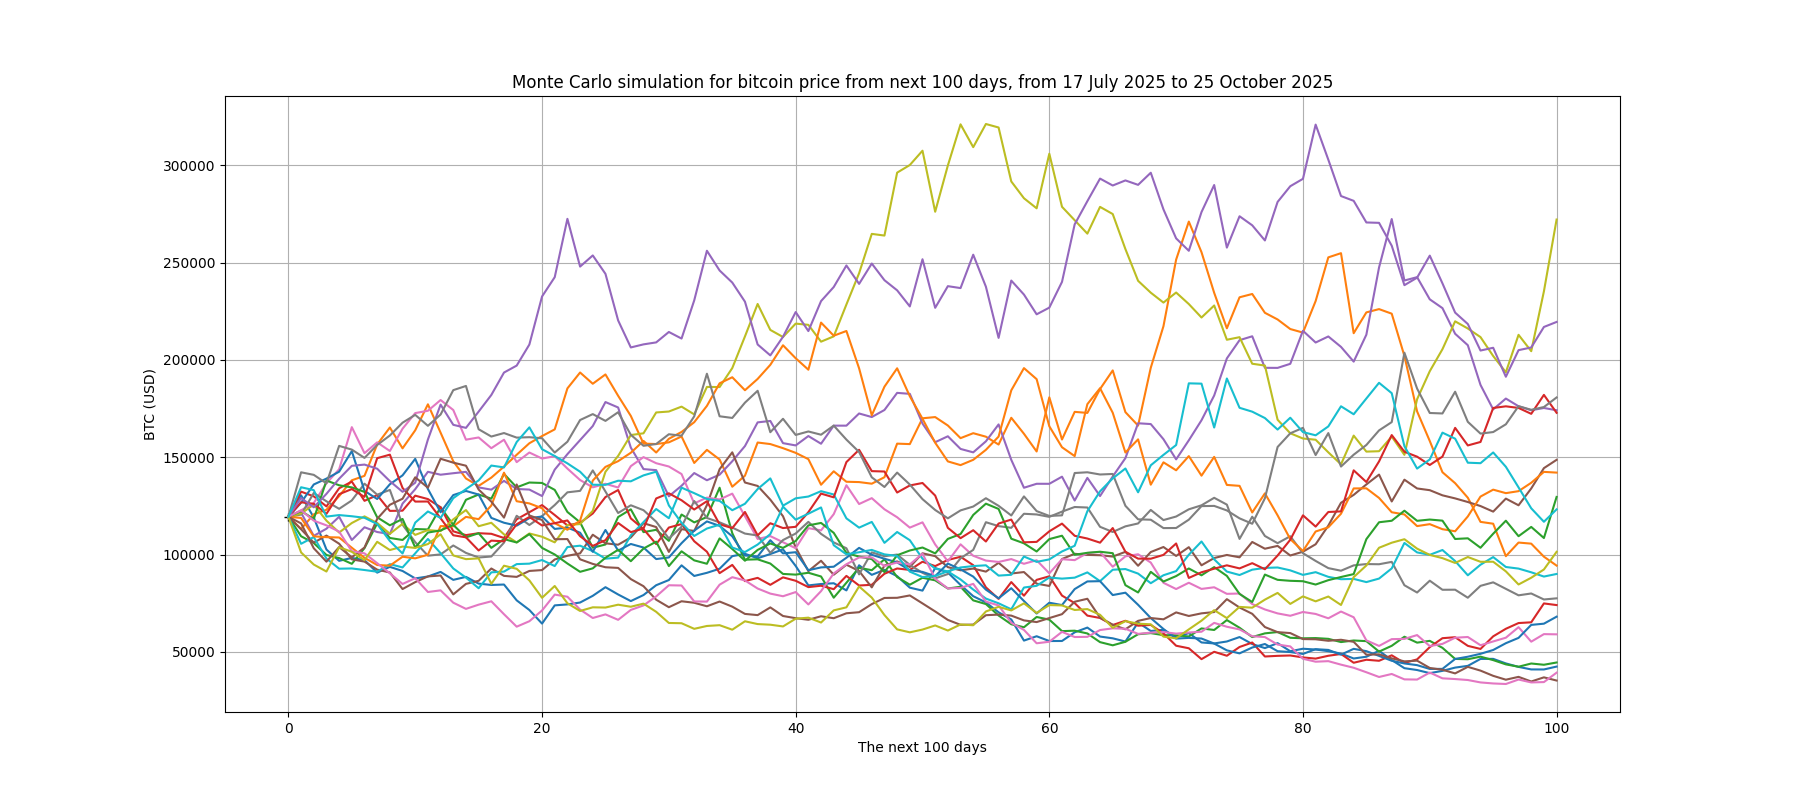 Monte Carlo simulation for bitcoin price from next 100 days, from 17 July 2025 to 25 October 2025
300000
250000
200000
150000
100000
50000
BTC (USD)
0 20 40 60 80 100
The next 100 days